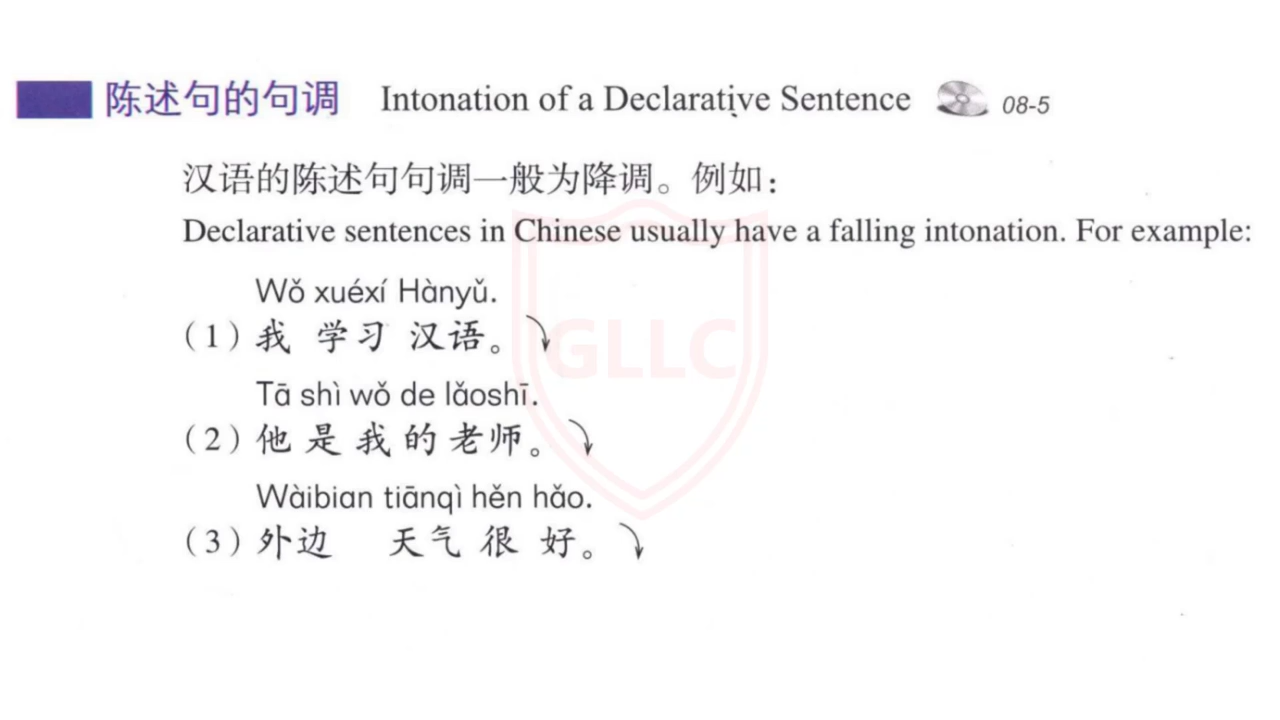 陈述句的句调 Intonation of a Declarative Sentence 08-5
汉语的陈述句句调一般为降调。例如：
Declarative sentences in Chinese usually have a falling intonation. For example:
Wǒ xuéxí Hànyǔ.
（1）我 学习 汉语。
Tā shì wǒ de lǎoshī.
（2）他 是 我 的 老师。
Wàibian tiānqì hěn hǎo.
（3）外边 天气 很 好。
GLLC